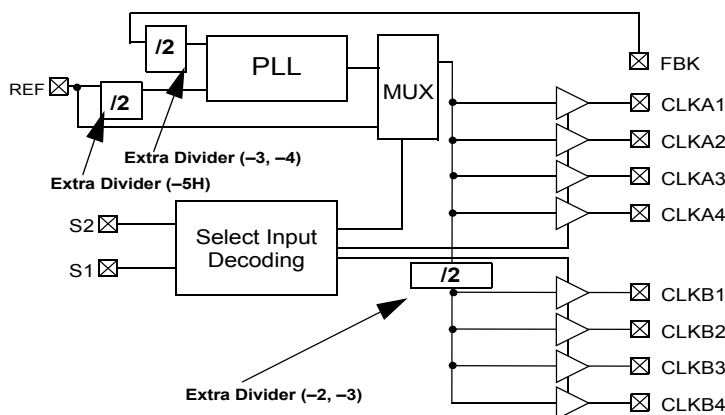 /2
PLL
MUX
FBK
REF
/2
CLKA1
CLKA2
Extra Divider (–3, –4)
Extra Divider (–5H)
CLKA3
CLKA4
S2
S1
Select Input
Decoding
/2
CLKB1
CLKB2
CLKB3
CLKB4
Extra Divider (–2, –3)